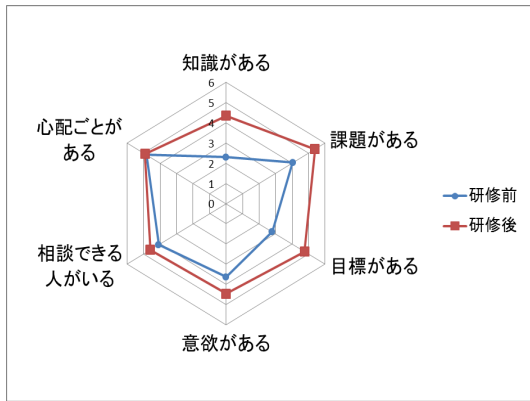 知識がある
6
5
4
3
2
1
0
課題がある
目標がある
意欲がある
相談できる
人がいる
心配ごとが
ある
研修前
研修後